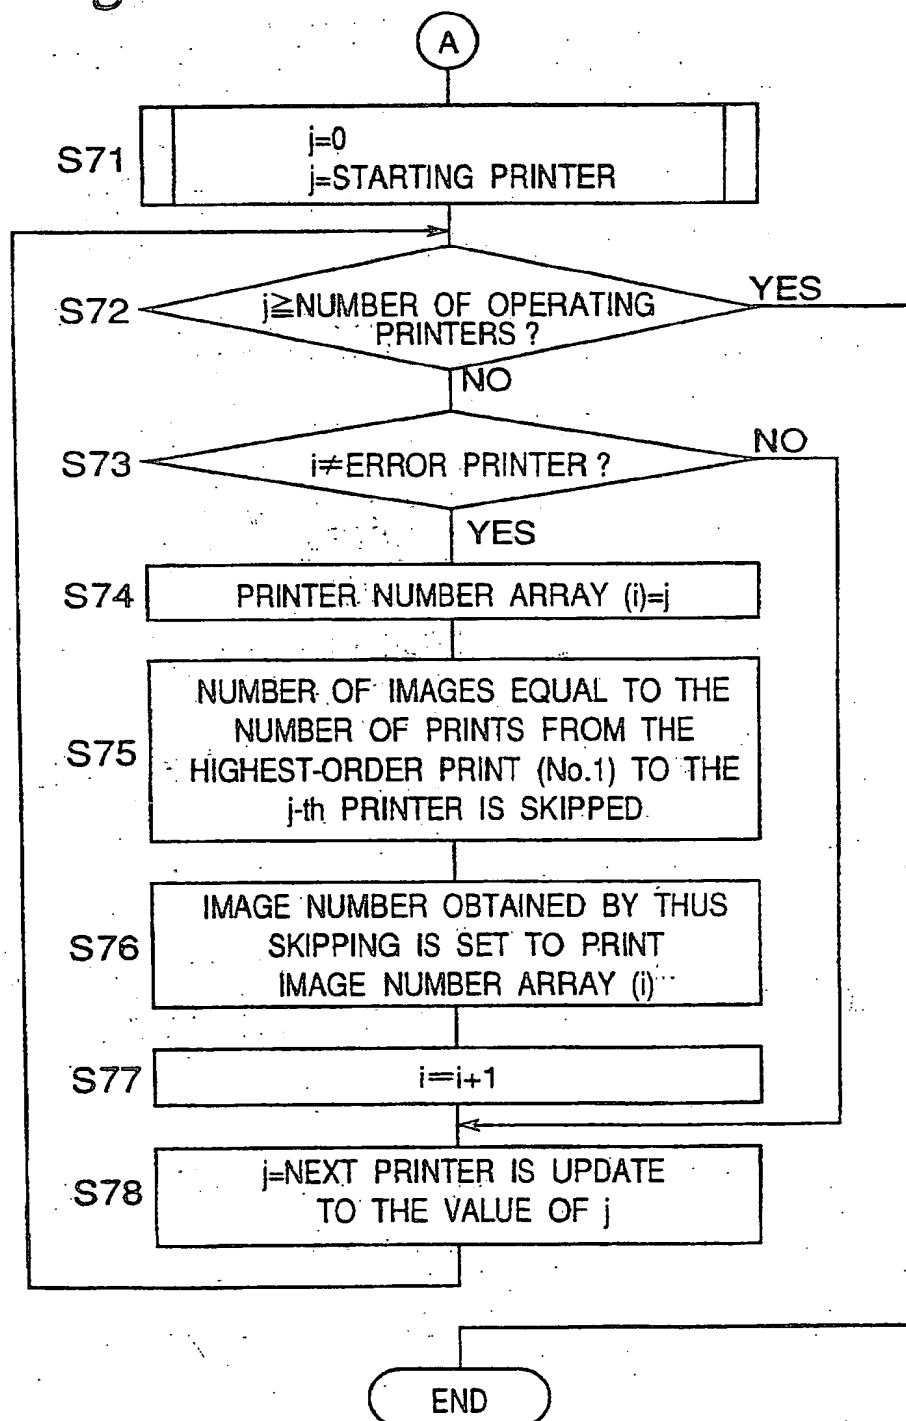 A
S71
j=0
j=STARTING PRINTER
S72
j≧NUMBER OF OPERATING
PRINTERS ?
YES
NO
S73
i≠ERROR PRINTER ?
NO
YES
S74
PRINTER NUMBER ARRAY (i)=j
S75
NUMBER OF IMAGES EQUAL TO THE
NUMBER OF PRINTS FROM THE
HIGHEST-ORDER PRINT (No.1) TO THE
j-th PRINTER IS SKIPPED
S76
IMAGE NUMBER OBTAINED BY THUS
SKIPPING IS SET TO PRINT
IMAGE NUMBER ARRAY (i)
S77
i=i+1
S78
j=NEXT PRINTER IS UPDATE
TO THE VALUE OF j
END